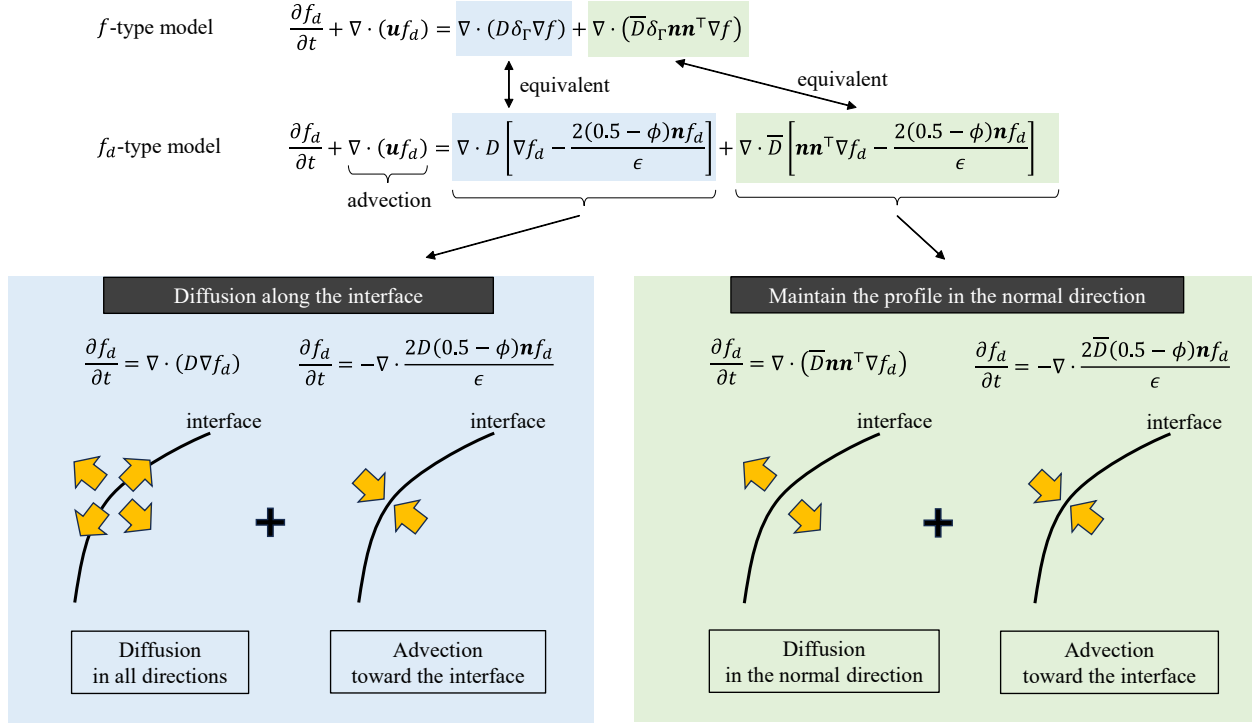 f-type model ∂f_d/∂t + ∇ · (𝒖f_d) = ∇ · (Dδ_Γ∇f) + ∇ · (D̅δ_Γ𝒏𝒏^⊤∇f)
equivalent
equivalent
f_d-type model ∂f_d/∂t + ∇ · (𝒖f_d) = ∇ · D [∇f_d − 2(0.5 − ϕ)𝒏f_d/ϵ] + ∇ · D̅ [𝒏𝒏^⊤∇f_d − 2(0.5 − ϕ)𝒏f_d/ϵ]
advection
Diffusion along the interface
∂f_d/∂t = ∇ · (D∇f_d) ∂f_d/∂t = −∇ · 2D(0.5 − ϕ)𝒏f_d/ϵ
interface interface
+
Diffusion
in all directions
Advection
toward the interface
Maintain the profile in the normal direction
∂f_d/∂t = ∇ · (D̅𝒏𝒏^⊤∇f_d) ∂f_d/∂t = −∇ · 2D̅(0.5 − ϕ)𝒏f_d/ϵ
interface interface
+
Diffusion
in the normal direction
Advection
toward the interface